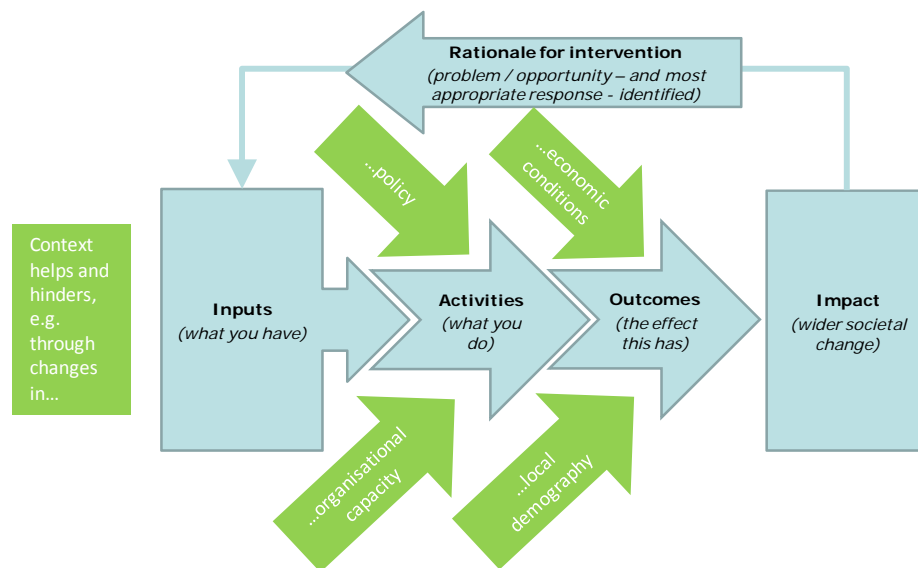 Rationale for intervention
(problem / opportunity – and most
appropriate response - identified)
...policy
...economic
conditions
Context
helps and
hinders,
e.g.
through
changes
in...
Inputs
(what you have)
Activities
(what you
do)
Outcomes
(the effect
this has)
Impact
(wider societal
change)
...organisational
capacity
...local
demography